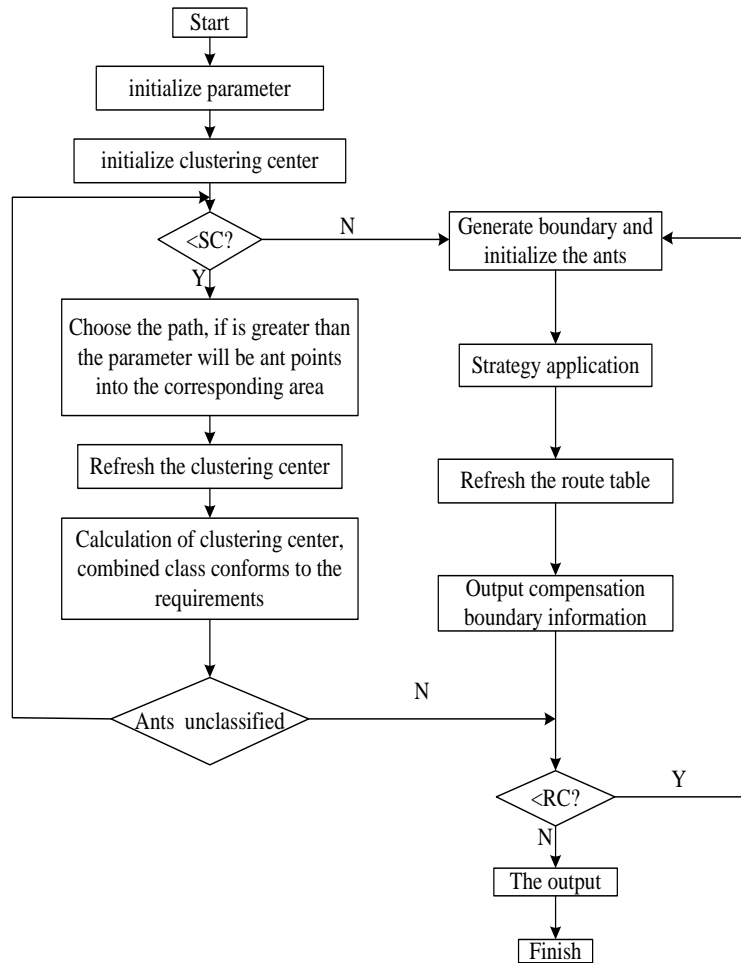 Start
initialize parameter
initialize clustering center
<SC?
N
Y
Generate boundary and
initialize the ants
Choose the path, if is greater than
the parameter will be ant points
into the corresponding area
Strategy application
Refresh the clustering center
Refresh the route table
Calculation of clustering center,
combined class conforms to the
requirements
Output compensation
boundary information
Ants unclassified
N
<RC?
Y
N
The output
Finish